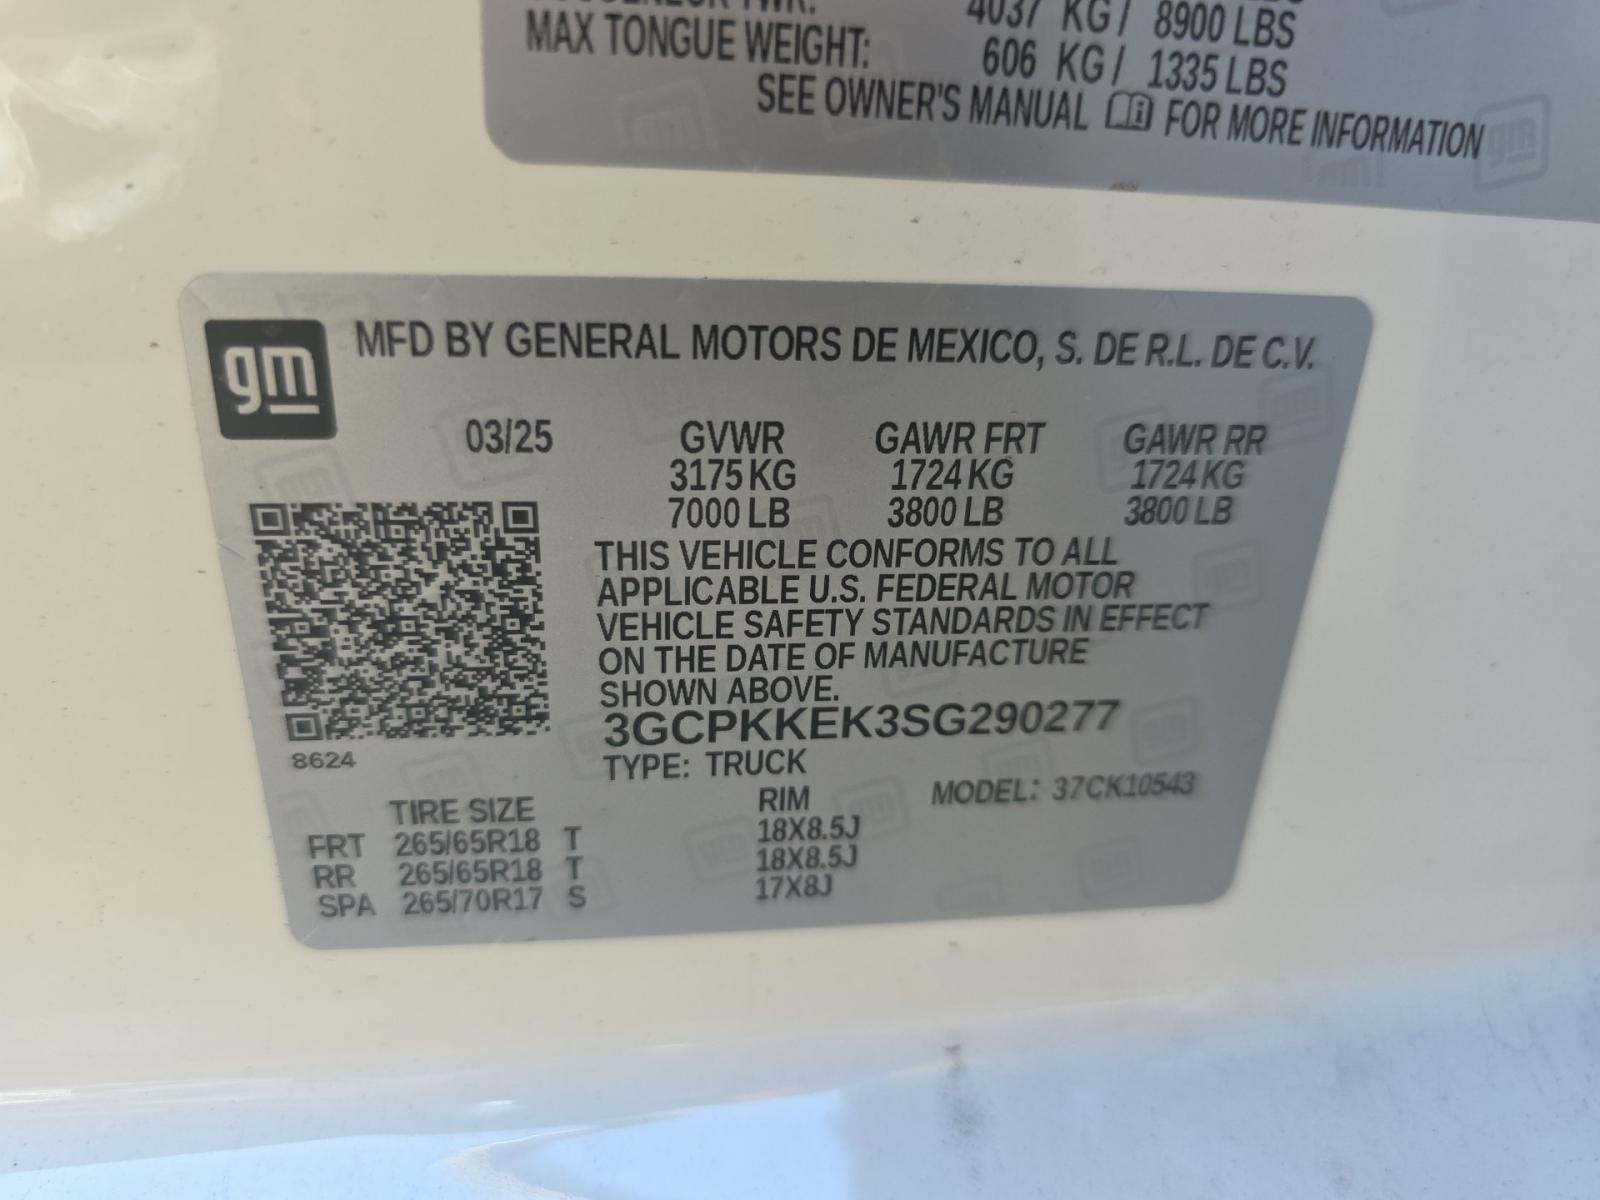 4037 KG / 8900 LBS
MAX TONGUE WEIGHT: 606 KG / 1335 LBS
SEE OWNER'S MANUAL FOR MORE INFORMATION
gm
MFD BY GENERAL MOTORS DE MEXICO, S. DE R.L. DE C.V.
03/25 GVWR GAWR FRT GAWR RR
3175 KG 1724 KG 1724 KG
7000 LB 3800 LB 3800 LB
THIS VEHICLE CONFORMS TO ALL
APPLICABLE U.S. FEDERAL MOTOR
VEHICLE SAFETY STANDARDS IN EFFECT
ON THE DATE OF MANUFACTURE
SHOWN ABOVE.
3GCPKKEK3SG290277
8624
TYPE: TRUCK
MODEL: 37CK10543
TIRE SIZE RIM
FRT 265/65R18 T 18X8.5J
RR 265/65R18 T 18X8.5J
SPA 265/70R17 S 17X8J